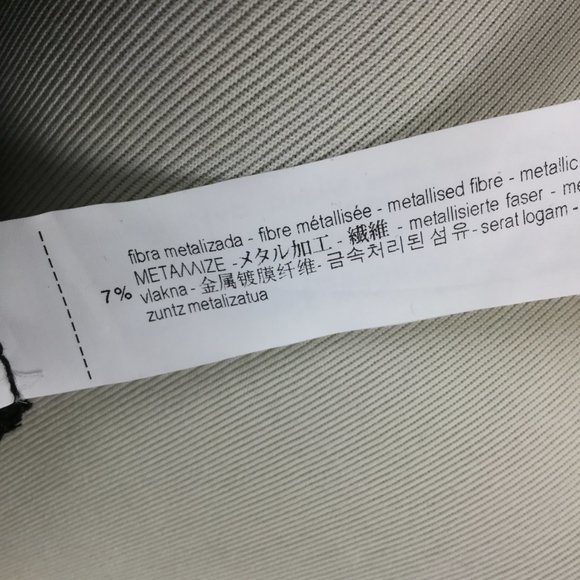 fibra metalizada - fibre métallisée - metallised fibre - metallic
METAΛΛIZE - メタル加工 - 繊維 - metallisierte faser - me
7% vlakna - 金属镀膜纤维 - 금속처리된 섬유 - serat logam -
zuntz metalizatua